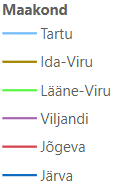 Maakond
Tartu
Ida-Viru
Lääne-Viru
Viljandi
Jõgeva
Järva